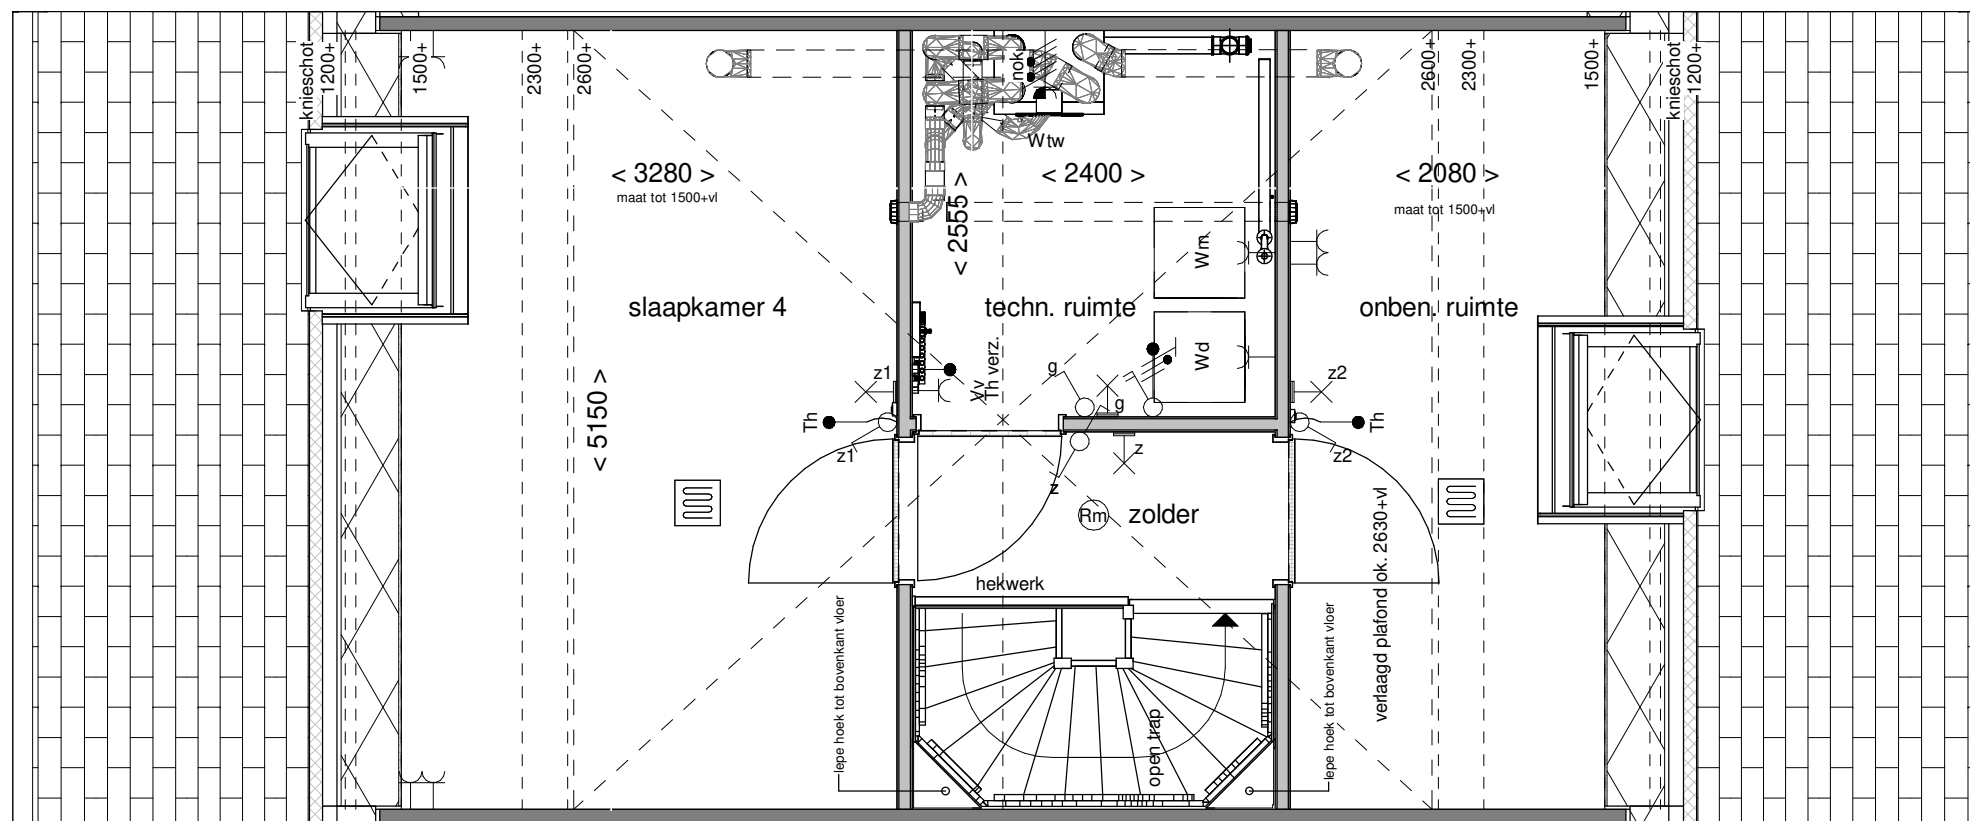 knieschot
1200+
1500+
2300+
2600+
nok
2600+
2300+
1500+
knieschot
1200+
Wtw
< 3280 >
maat tot 1500+vl
< 2400 >
< 2080 >
maat tot 1500+vl
< 2555 >
Wm
slaapkamer 4
techn. ruimte
onben. ruimte
Wd
Vv
Th verz.
z1
g
g
z2
Th
Th
z1
z
z
z2
< 5150 >
Rm
zolder
hekwerk
verlaagd plafond ok. 2630+vl
lepe hoek tot bovenkant vloer
open trap
lepe hoek tot bovenkant vloer